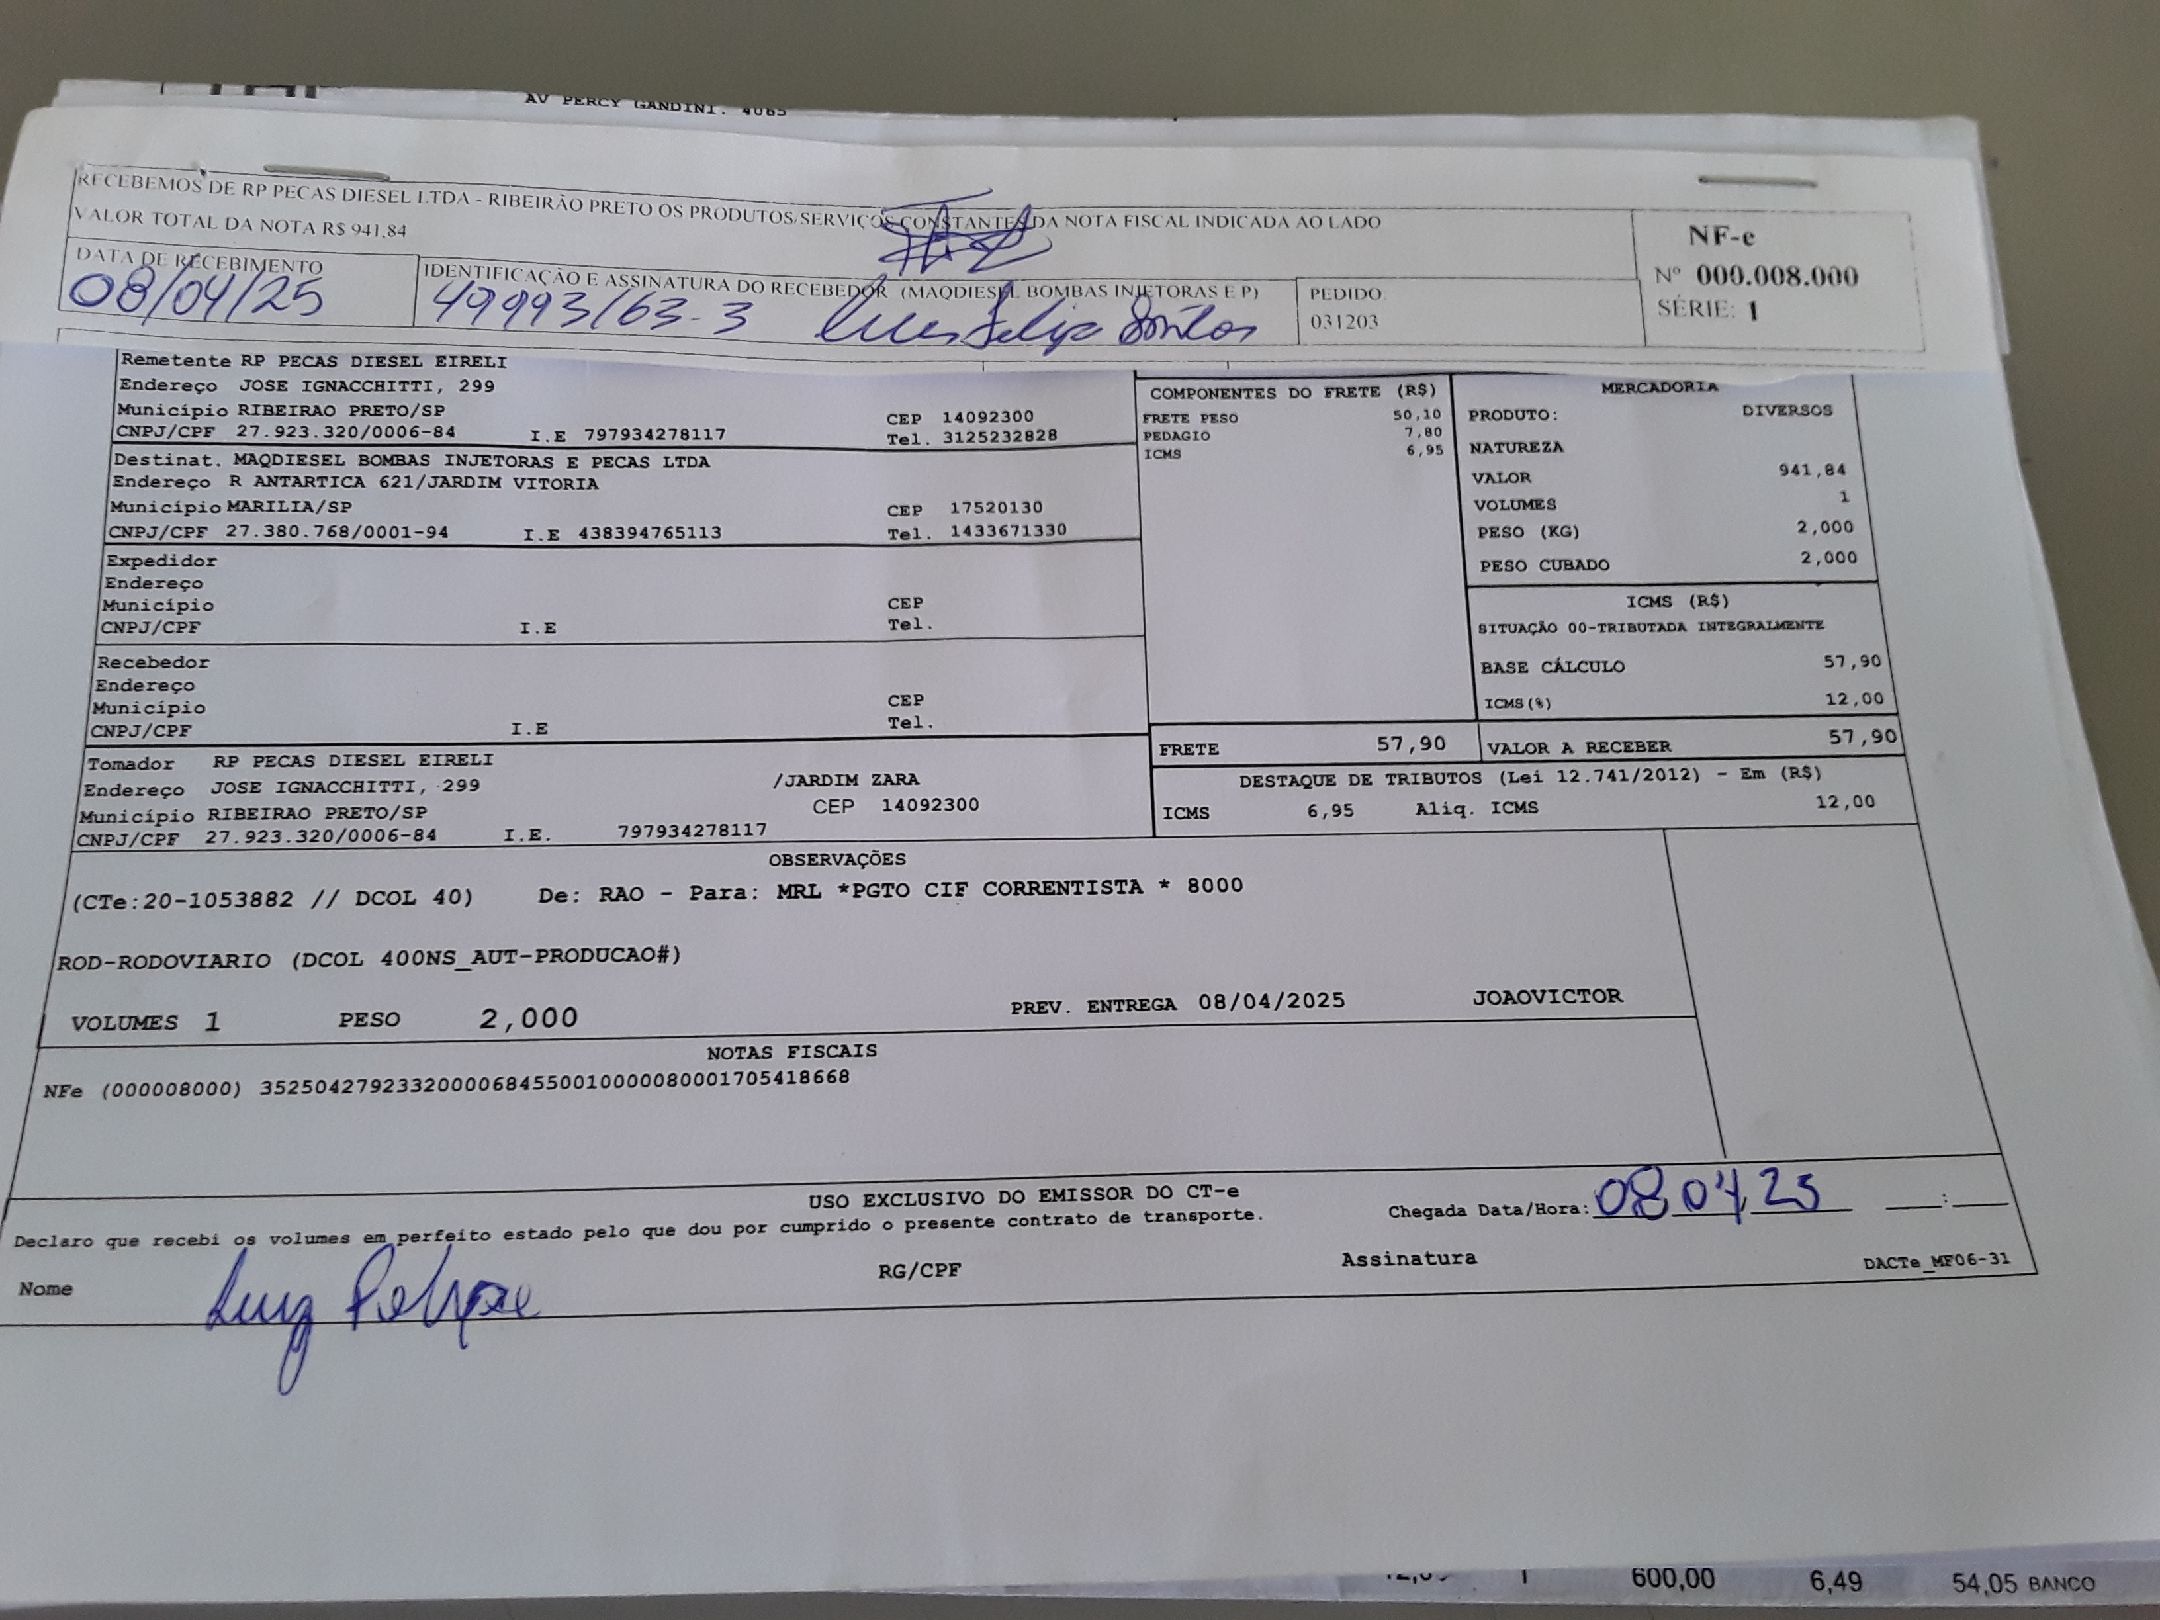 AV PERCY GANDINI. 4085
RECEBEMOS DE RP PECAS DIESEL LTDA - RIBEIRÃO PRETO OS PRODUTOS/SERVIÇOS CONSTANTES DA NOTA FISCAL INDICADA AO LADO
VALOR TOTAL DA NOTA R$ 941,84
NF-e
Nº 000.008.000
SÉRIE: 1
DATA DE RECEBIMENTO
08/04/25
IDENTIFICAÇÃO E ASSINATURA DO RECEBEDOR (MAQDIESEL BOMBAS INJETORAS E P)
49993163-3
PEDIDO:
031203
Remetente RP PECAS DIESEL EIRELI
Endereço JOSE IGNACCHITTI, 299
Município RIBEIRAO PRETO/SP CEP 14092300
CNPJ/CPF 27.923.320/0006-84 I.E 797934278117 Tel. 3125232828
Destinat. MAQDIESEL BOMBAS INJETORAS E PECAS LTDA
Endereço R ANTARTICA 621/JARDIM VITORIA
Município MARILIA/SP CEP 17520130
CNPJ/CPF 27.380.768/0001-94 I.E 438394765113 Tel. 1433671330
Expedidor
Endereço
Município CEP
CNPJ/CPF I.E Tel.
Recebedor
Endereço
Município CEP
CNPJ/CPF I.E Tel.
Tomador RP PECAS DIESEL EIRELI
Endereço JOSE IGNACCHITTI, 299 /JARDIM ZARA
Município RIBEIRAO PRETO/SP CEP 14092300
CNPJ/CPF 27.923.320/0006-84 I.E. 797934278117
COMPONENTES DO FRETE (R$)
FRETE PESO 50,10
PEDAGIO 7,80
ICMS 6,95
MERCADORIA
PRODUTO: DIVERSOS
NATUREZA
VALOR 941,84
VOLUMES 1
PESO (KG) 2,000
PESO CUBADO 2,000
ICMS (R$)
SITUAÇÃO 00-TRIBUTADA INTEGRALMENTE
BASE CÁLCULO 57,90
ICMS(%) 12,00
FRETE 57,90 VALOR A RECEBER 57,90
DESTAQUE DE TRIBUTOS (Lei 12.741/2012) - Em (R$)
ICMS 6,95 Aliq. ICMS 12,00
OBSERVAÇÕES
(CTe:20-1053882 // DCOL 40) De: RAO - Para: MRL *PGTO CIF CORRENTISTA * 8000
ROD-RODOVIARIO (DCOL 400NS_AUT-PRODUCAO#)
VOLUMES 1 PESO 2,000 PREV. ENTREGA 08/04/2025 JOAOVICTOR
NOTAS FISCAIS
NFe (000008000) 35250427923320000684550010000080001705418668
USO EXCLUSIVO DO EMISSOR DO CT-e
Declaro que recebi os volumes em perfeito estado pelo que dou por cumprido o presente contrato de transporte.
Chegada Data/Hora: 08 04 25 :
Nome Luiz Felipe RG/CPF Assinatura DACTe_MF06-31
1 600,00 6,49 54,05 BANCO